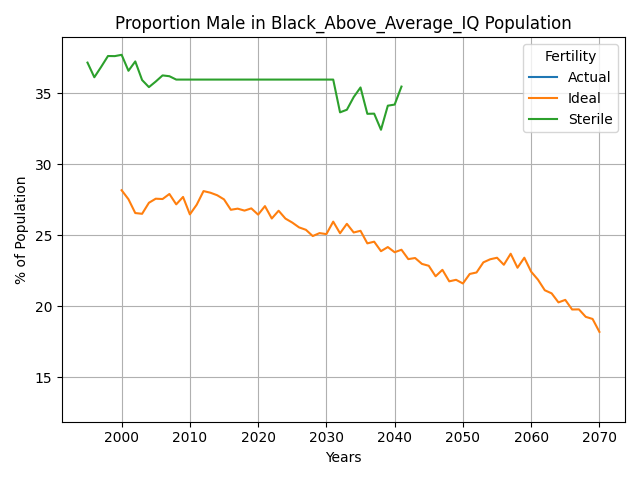 Proportion Male in Black_Above_Average_IQ Population
Fertility
Actual
Ideal
Sterile
% of Population
35
30
25
20
15
2000 2010 2020 2030 2040 2050 2060 2070
Years